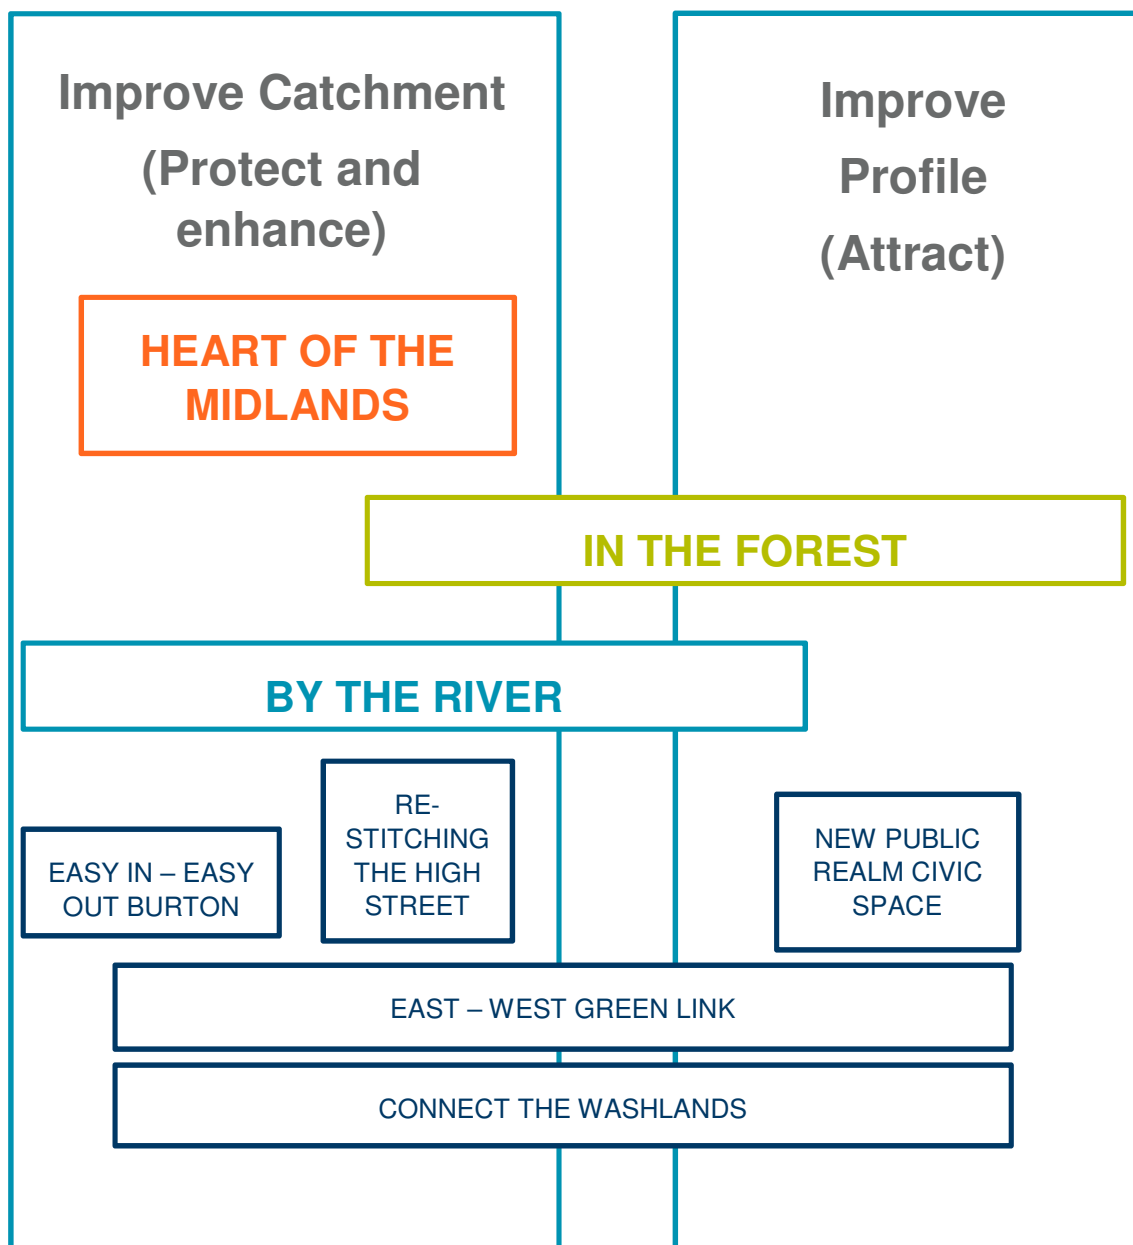 Improve Catchment
(Protect and
enhance)
Improve
Profile
(Attract)
HEART OF THE
MIDLANDS
IN THE FOREST
BY THE RIVER
EASY IN – EASY
OUT BURTON
RE-
STITCHING
THE HIGH
STREET
NEW PUBLIC
REALM CIVIC
SPACE
EAST – WEST GREEN LINK
CONNECT THE WASHLANDS